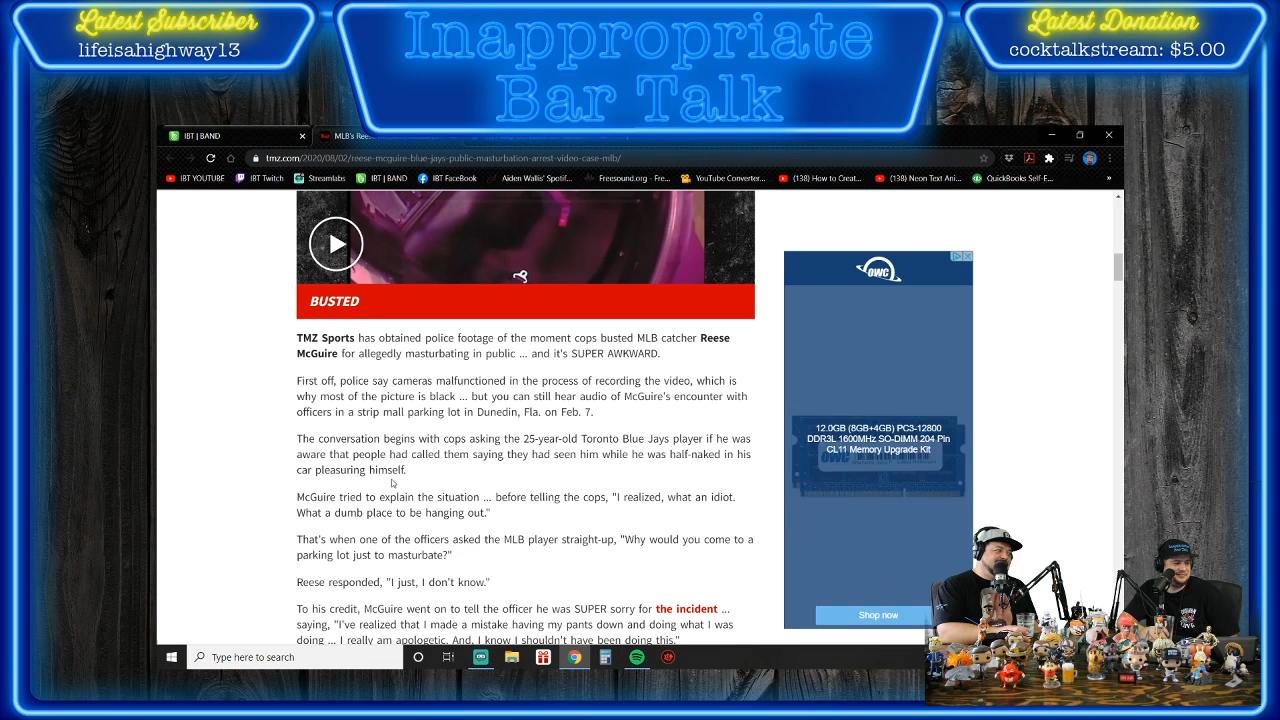 Latest Subscriber
lifeisahighway13
Inappropriate
Bar Talk
Latest Donation
cocktalkstream: $5.00
IBT | BAND
MLB's Rees
tmz.com/2020/08/02/reese-mcguire-blue-jays-public-masturbation-arrest-video-case-mlb/
IBT YOUTUBE
IBT Twitch
Streamlabs
IBT | BAND
IBT FaceBook
Aiden Wallis' Spotif...
Freesound.org - Fre...
YouTube Converter...
(138) How to Creat...
(138) Neon Text Ani...
QuickBooks Self-E...
BUSTED
TMZ Sports has obtained police footage of the moment cops busted MLB catcher Reese
McGuire for allegedly masturbating in public ... and it's SUPER AWKWARD.
First off, police say cameras malfunctioned in the process of recording the video, which is
why most of the picture is black ... but you can still hear audio of McGuire's encounter with
officers in a strip mall parking lot in Dunedin, Fla. on Feb. 7.
The conversation begins with cops asking the 25-year-old Toronto Blue Jays player if he was
aware that people had called them saying they had seen him while he was half-naked in his
car pleasuring himself.
McGuire tried to explain the situation ... before telling the cops, "I realized, what an idiot.
What a dumb place to be hanging out."
That's when one of the officers asked the MLB player straight-up, "Why would you come to a
parking lot just to masturbate?"
Reese responded, "I just, I don't know."
To his credit, McGuire went on to tell the officer he was SUPER sorry for the incident ...
saying, "I've realized that I made a mistake having my pants down and doing what I was
doing ... I really am apologetic. And, I know I shouldn't have been doing this."
OWC
12.0GB (8GB+4GB) PC3-12800
DDR3L 1600MHz SO-DIMM 204 Pin
CL11 Memory Upgrade Kit
Shop now
Type here to search